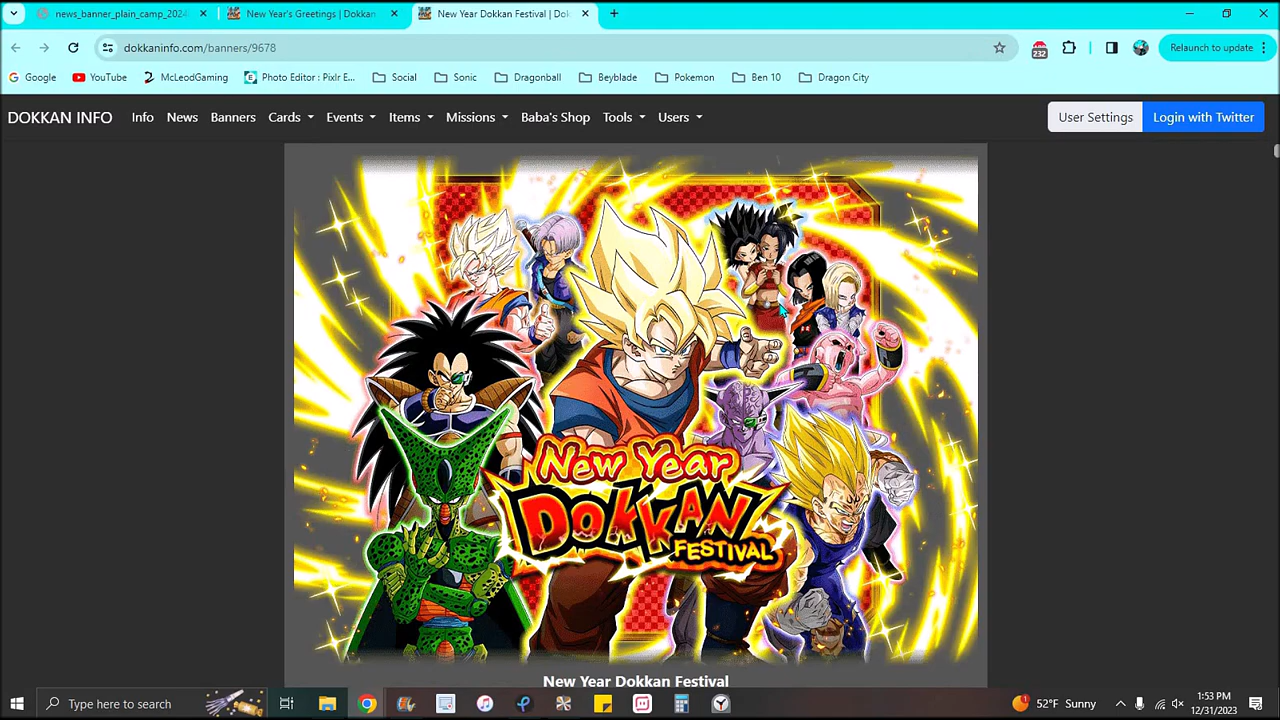 news_banner_plain_camp_2024
New Year's Greetings | Dokkan
New Year Dokkan Festival | Dok
dokkaninfo.com/banners/9678
232
Relaunch to update
Google
YouTube
McLeodGaming
Photo Editor : Pixlr E...
Social
Sonic
Dragonball
Beyblade
Pokemon
Ben 10
Dragon City
DOKKAN INFO
Info
News
Banners
Cards
Events
Items
Missions
Baba's Shop
Tools
Users
User Settings
Login with Twitter
New Year
DOKKAN
FESTIVAL
New Year Dokkan Festival
Type here to search
1
52°F Sunny
1:53 PM
12/31/2023